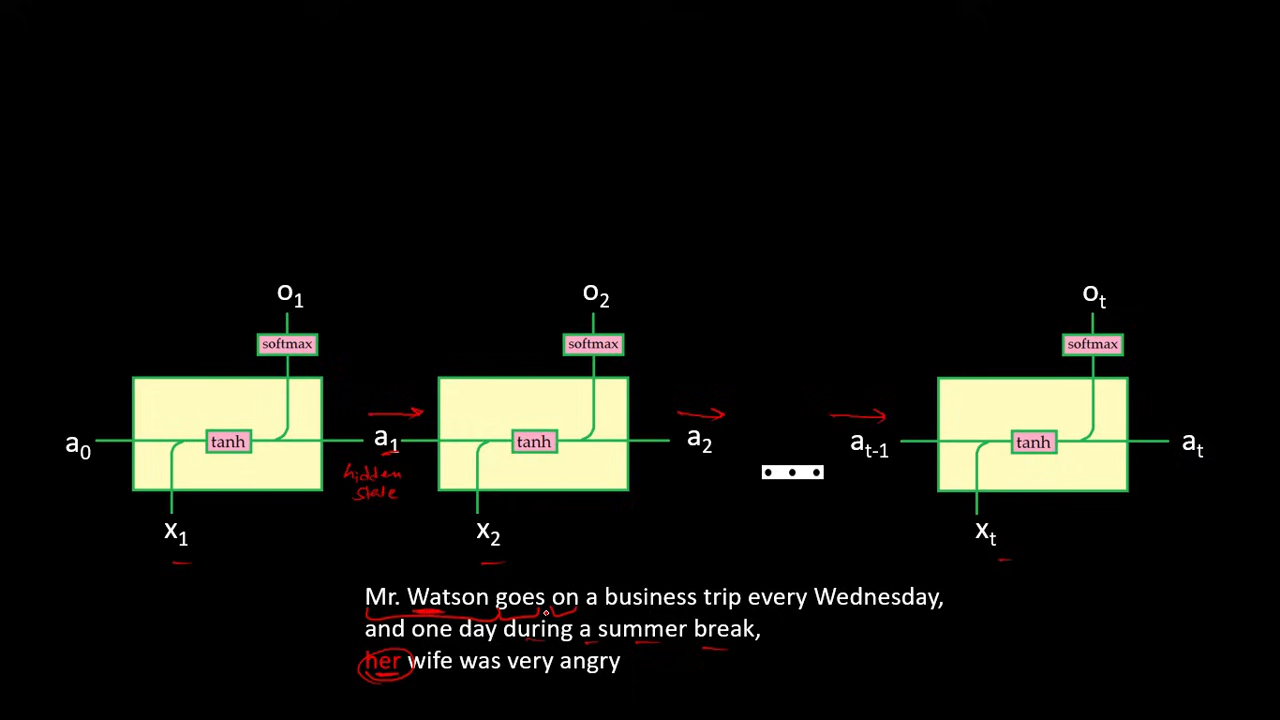 o1 o2 ot
softmax softmax softmax
a0 tanh a1 tanh a2 at-1 tanh at
hidden
state
x1 x2 xt
Mr. Watson goes on a business trip every Wednesday,
and one day during a summer break,
her wife was very angry